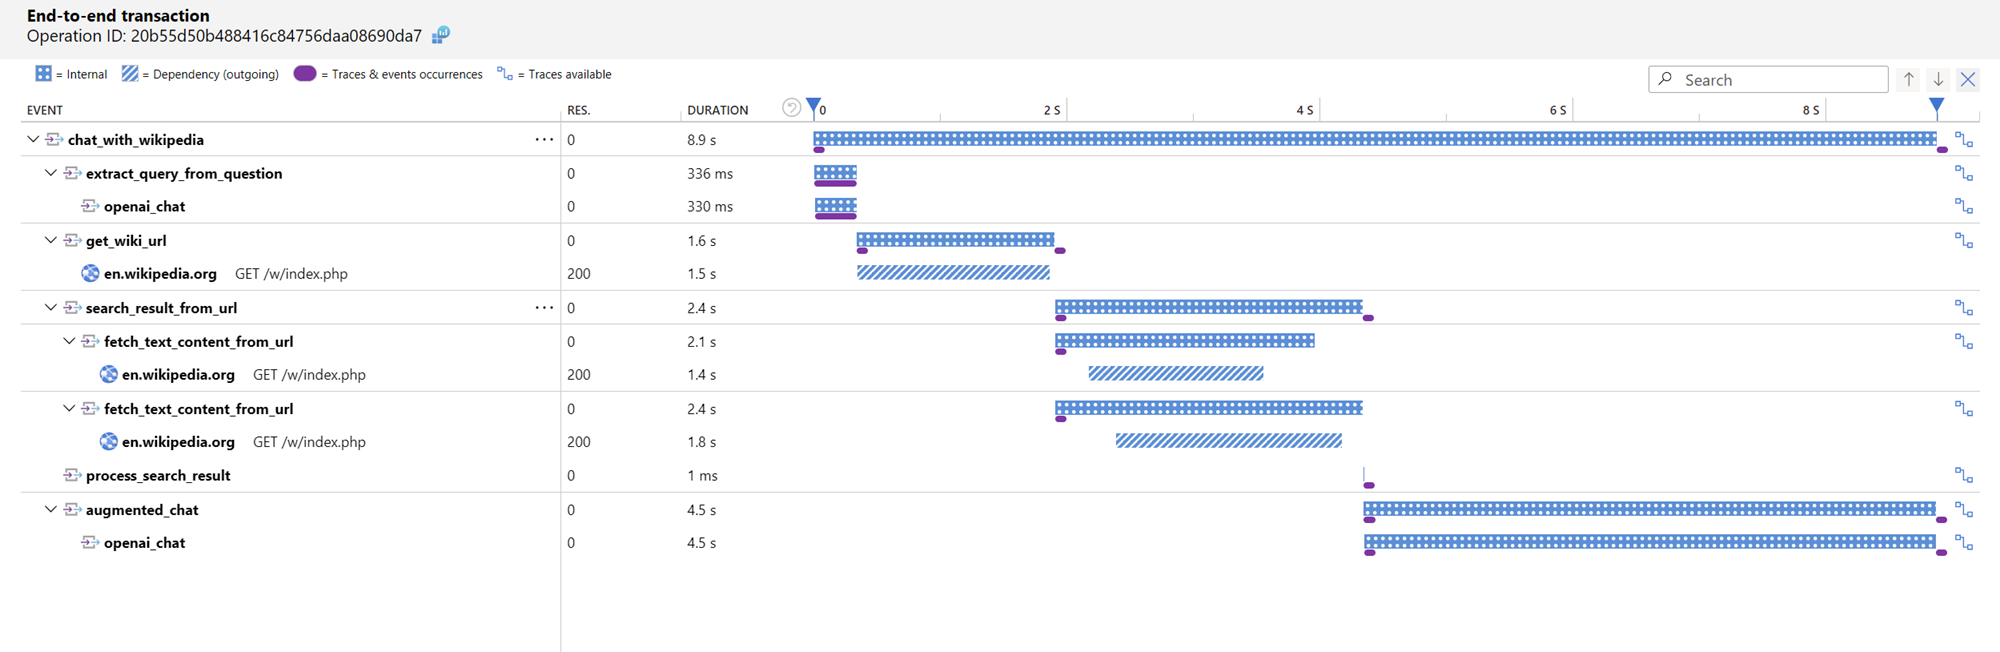 End-to-end transaction
Operation ID: 20b55d50b488416c84756daa08690da7
= Internal = Dependency (outgoing) = Traces & events occurrences = Traces available
Search
EVENT RES. DURATION 0 2 S 4 S 6 S 8 S
chat_with_wikipedia ... 0 8.9 s
extract_query_from_question 0 336 ms
openai_chat 0 330 ms
get_wiki_url 0 1.6 s
en.wikipedia.org GET /w/index.php 200 1.5 s
search_result_from_url ... 0 2.4 s
fetch_text_content_from_url 0 2.1 s
en.wikipedia.org GET /w/index.php 200 1.4 s
fetch_text_content_from_url 0 2.4 s
en.wikipedia.org GET /w/index.php 200 1.8 s
process_search_result 0 1 ms
augmented_chat 0 4.5 s
openai_chat 0 4.5 s